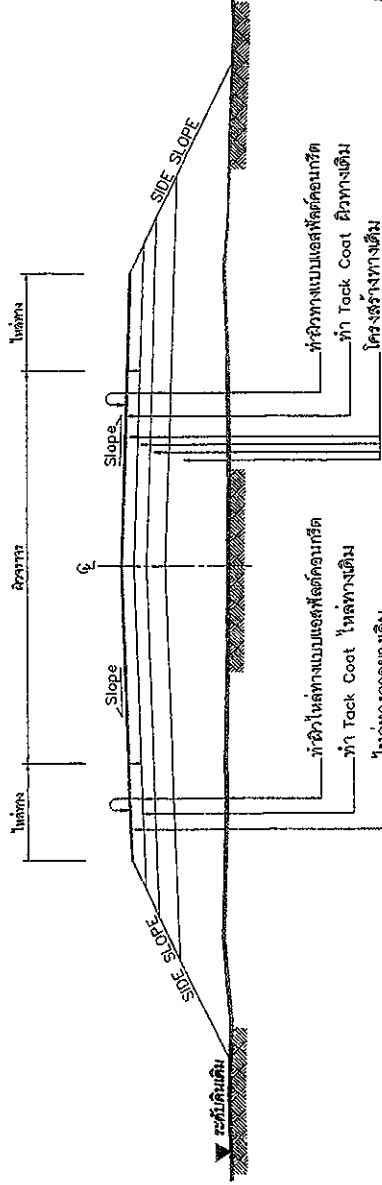 ไหล่ทาง
ผิวจราจร
ไหล่ทาง
Slope
℄
Slope
SIDE SLOPE
SIDE SLOPE
ระดับดินเดิม
ทำผิวไหล่ทางแบบแอสฟัลต์คอนกรีต
ทำ Tack Coat ไหล่ทางเดิม
ทำผิวทางแบบแอสฟัลต์คอนกรีต
ทำ Tack Coat ผิวทางเดิม
โครงสร้างทางเดิม